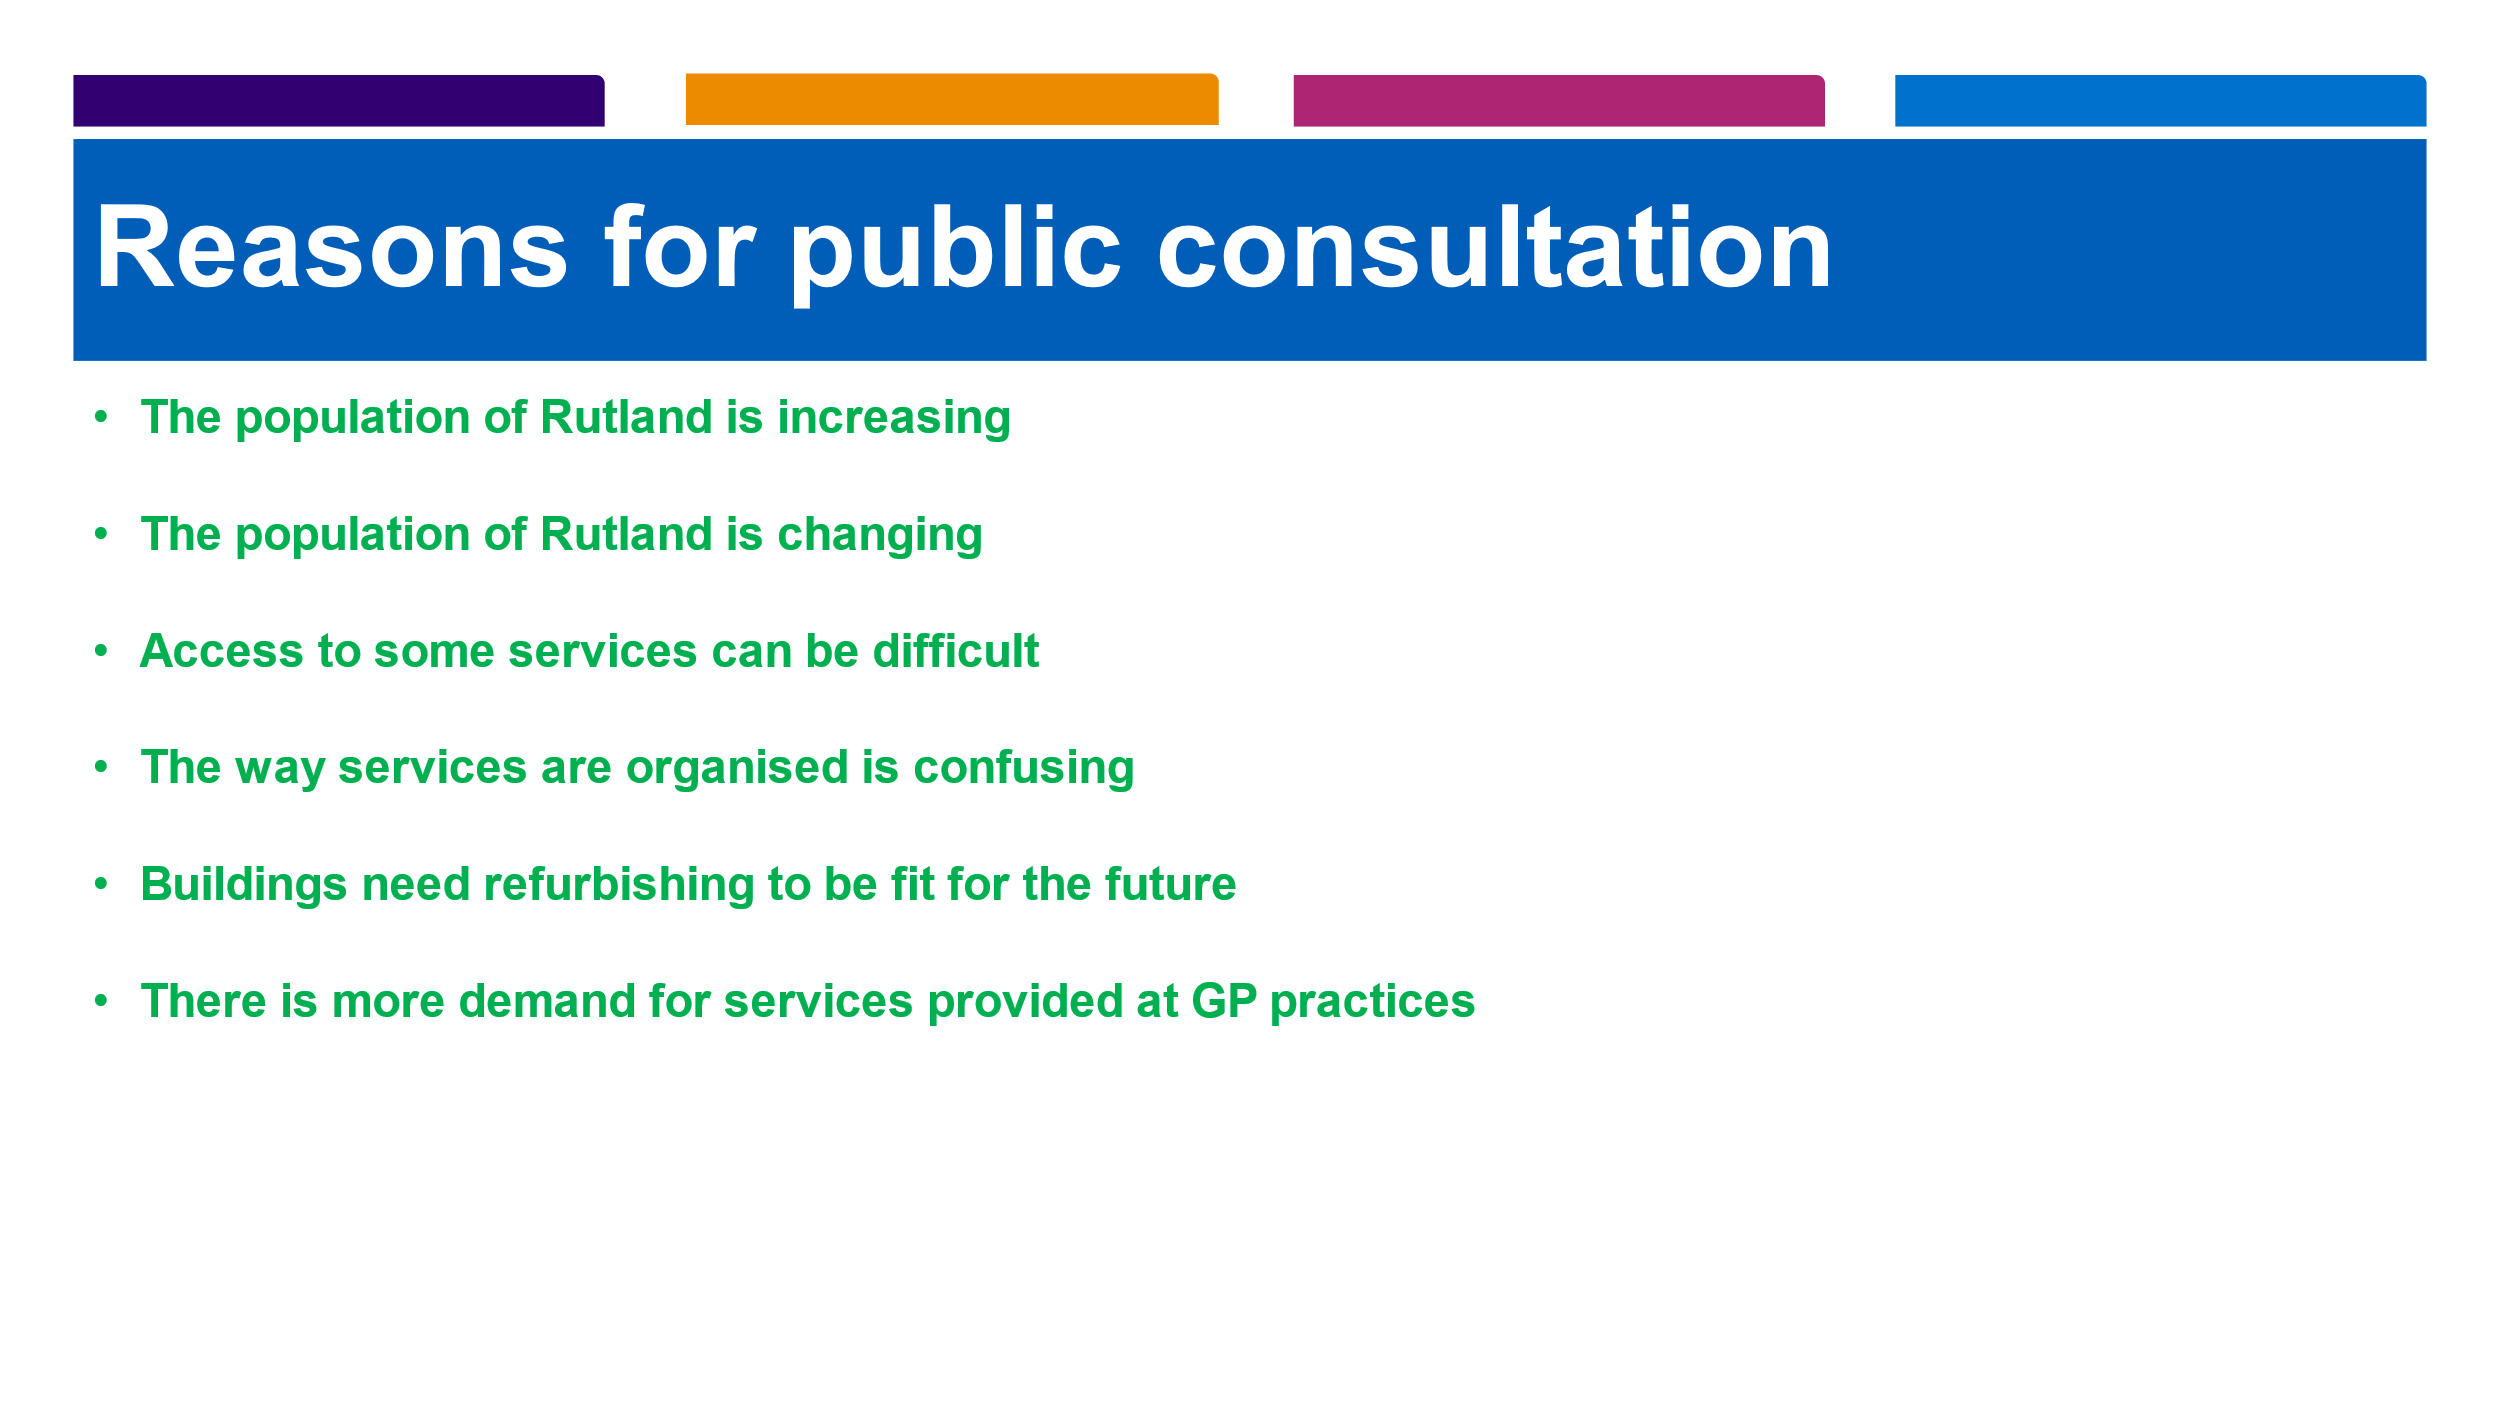 Reasons for public consultation
• The population of Rutland is increasing
• The population of Rutland is changing
• Access to some services can be difficult
• The way services are organised is confusing
• Buildings need refurbishing to be fit for the future
• There is more demand for services provided at GP practices